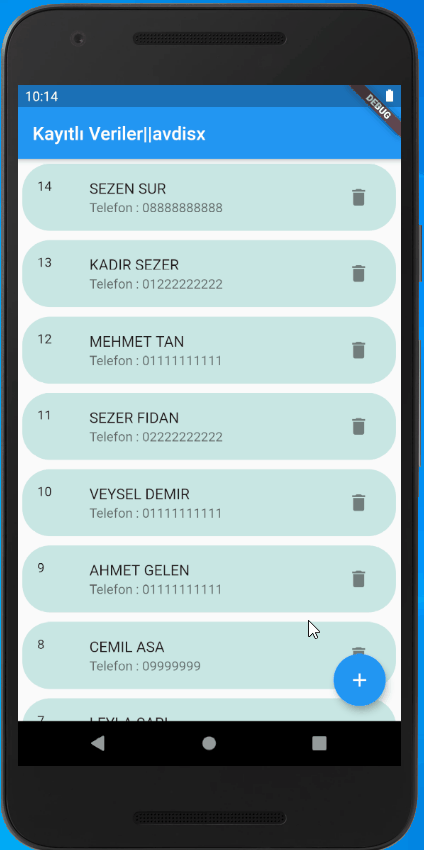 10:14
DEBUG
Kayıtlı Veriler||avdisx
14
SEZEN SUR
Telefon : 08888888888
13
KADIR SEZER
Telefon : 01222222222
12
MEHMET TAN
Telefon : 01111111111
11
SEZER FIDAN
Telefon : 02222222222
10
VEYSEL DEMIR
Telefon : 01111111111
9
AHMET GELEN
Telefon : 01111111111
8
CEMIL ASA
Telefon : 09999999
7
LEYLA SARI